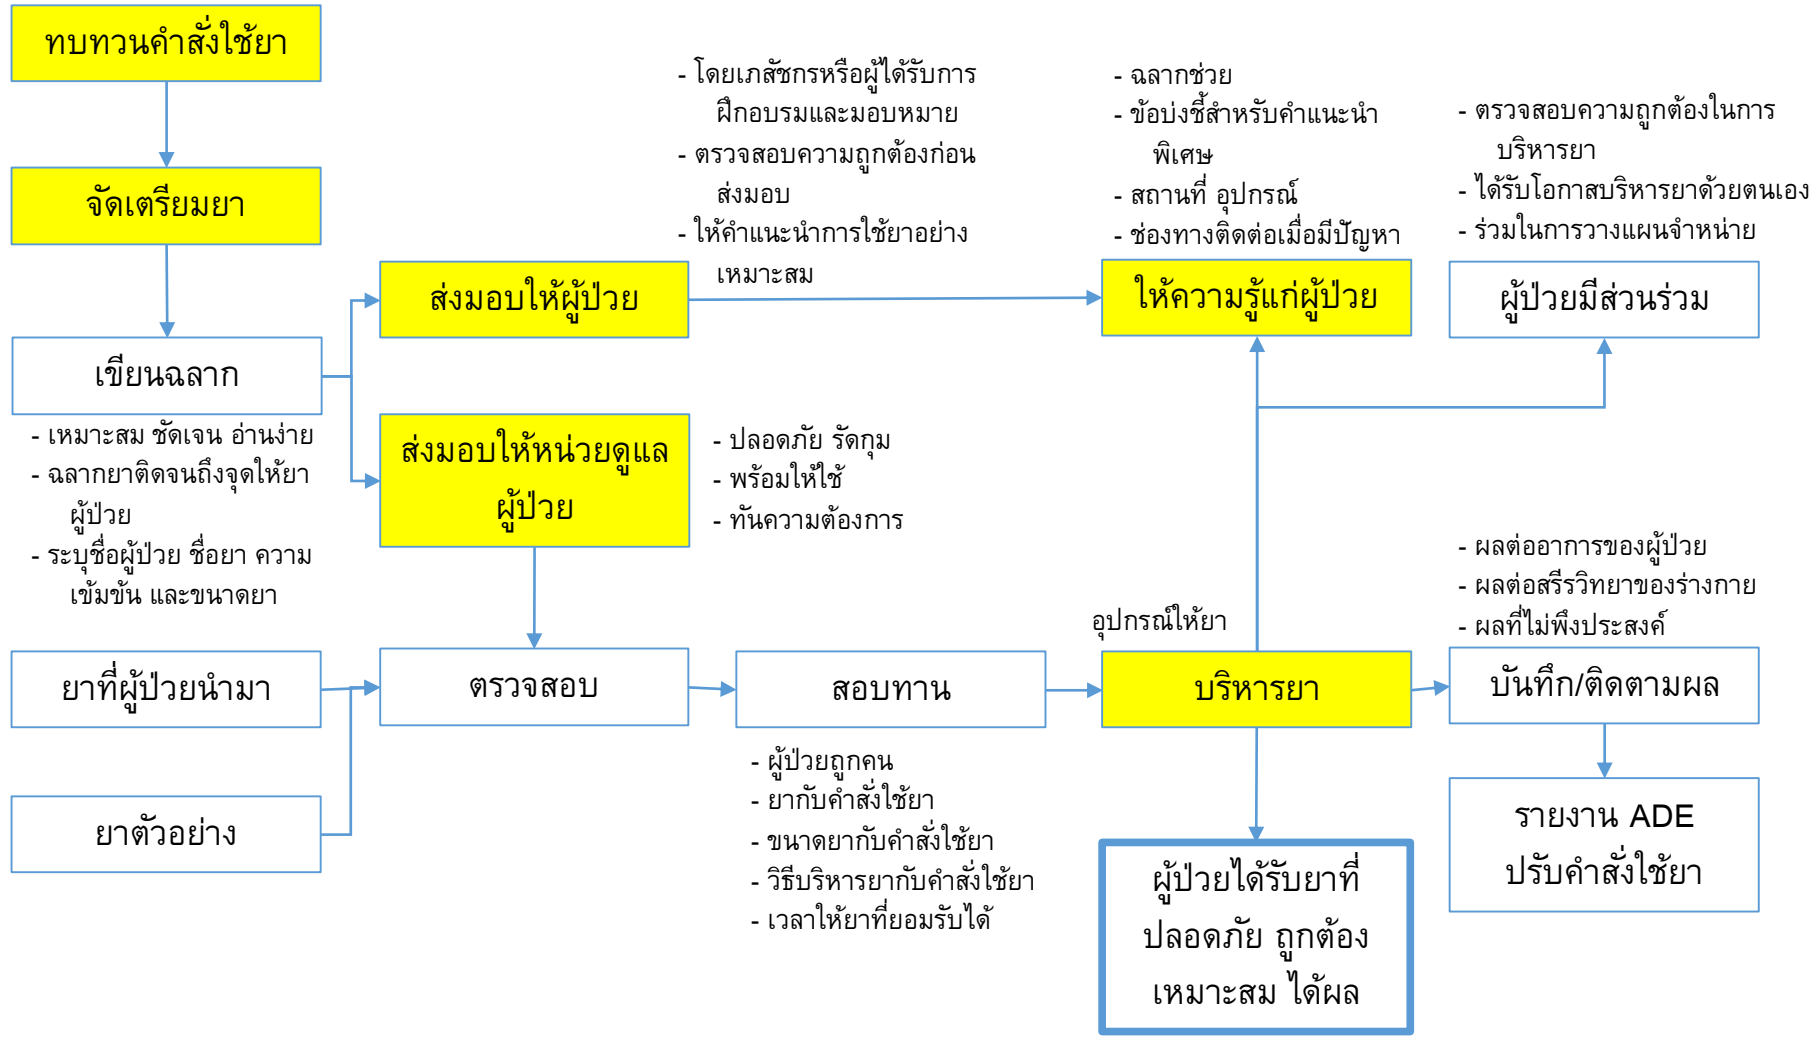 ทบทวนคำสั่งใช้ยา
จัดเตรียมยา
เขียนฉลาก
- เหมาะสม ชัดเจน อ่านง่าย
- ฉลากยาติดจนถึงจุดให้ยา
ผู้ป่วย
- ระบุชื่อผู้ป่วย ชื่อยา ความ
เข้มข้น และขนาดยา
- โดยเภสัชกรหรือผู้ได้รับการ
ฝึกอบรมและมอบหมาย
- ตรวจสอบความถูกต้องก่อน
ส่งมอบ
- ให้คำแนะนำการใช้ยาอย่าง
เหมาะสม
ส่งมอบให้ผู้ป่วย
- ฉลากช่วย
- ข้อบ่งชี้สำหรับคำแนะนำ
พิเศษ
- สถานที่ อุปกรณ์
- ช่องทางติดต่อเมื่อมีปัญหา
ให้ความรู้แก่ผู้ป่วย
- ตรวจสอบความถูกต้องในการ
บริหารยา
- ได้รับโอกาสบริหารยาด้วยตนเอง
- ร่วมในการวางแผนจำหน่าย
ผู้ป่วยมีส่วนร่วม
ส่งมอบให้หน่วยดูแล
ผู้ป่วย
- ปลอดภัย รัดกุม
- พร้อมให้ใช้
- ทันความต้องการ
ยาที่ผู้ป่วยนำมา
ยาตัวอย่าง
ตรวจสอบ
สอบทาน
- ผู้ป่วยถูกคน
- ยากับคำสั่งใช้ยา
- ขนาดยากับคำสั่งใช้ยา
- วิธีบริหารยากับคำสั่งใช้ยา
- เวลาให้ยาที่ยอมรับได้
อุปกรณ์ให้ยา
บริหารยา
- ผลต่ออาการของผู้ป่วย
- ผลต่อสรีรวิทยาของร่างกาย
- ผลที่ไม่พึงประสงค์
บันทึก/ติดตามผล
รายงาน ADE
ปรับคำสั่งใช้ยา
ผู้ป่วยได้รับยาที่
ปลอดภัย ถูกต้อง
เหมาะสม ได้ผล